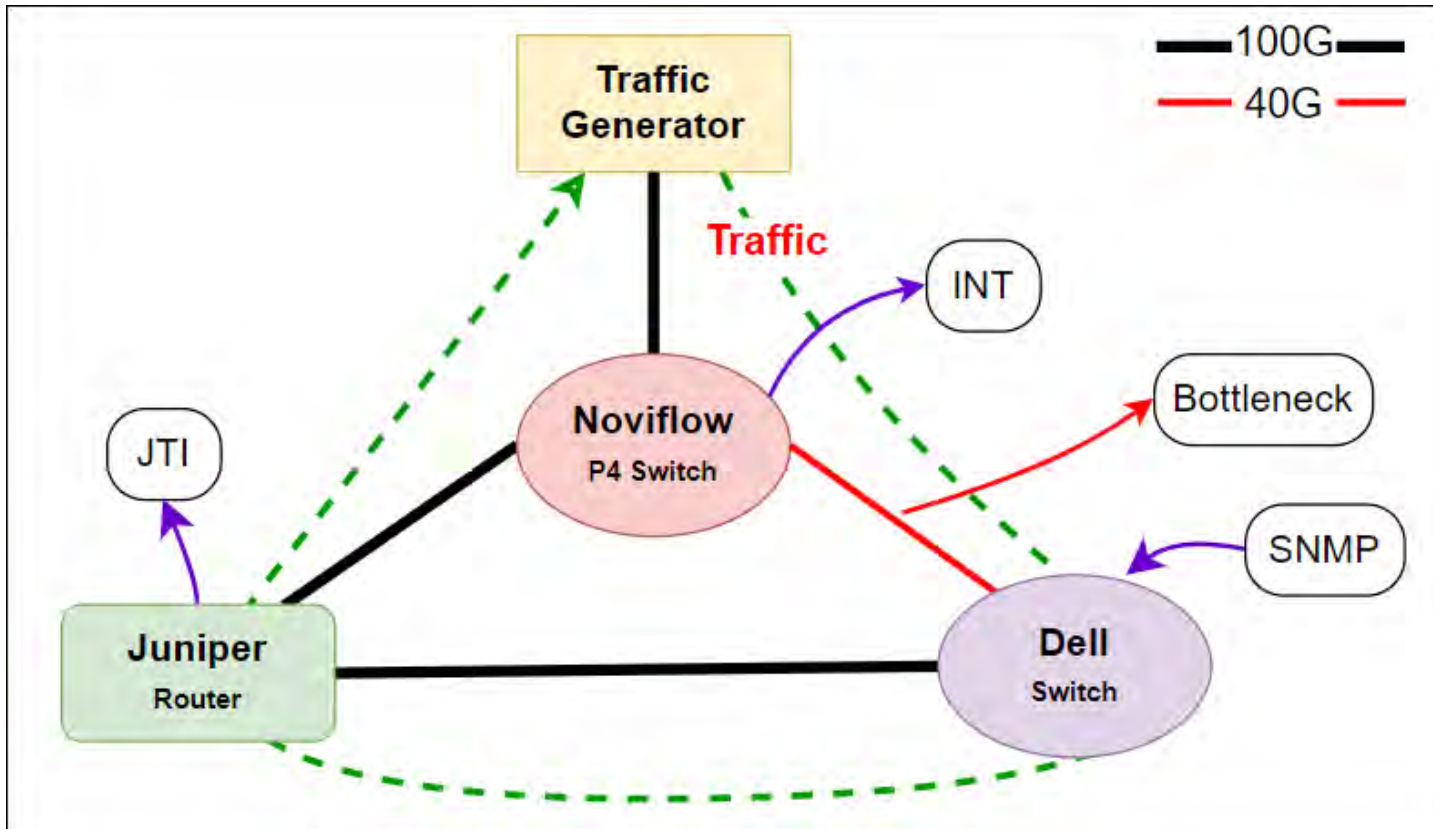 100G
40G
Traffic
Generator
Traffic
INT
Noviflow
P4 Switch
Bottleneck
JTI
SNMP
Juniper
Router
Dell
Switch